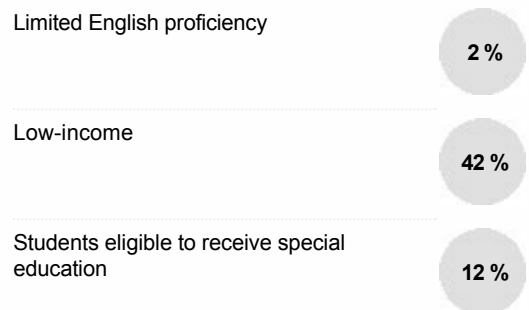 Limited English proficiency
2 %
Low-income
42 %
Students eligible to receive special
education
12 %